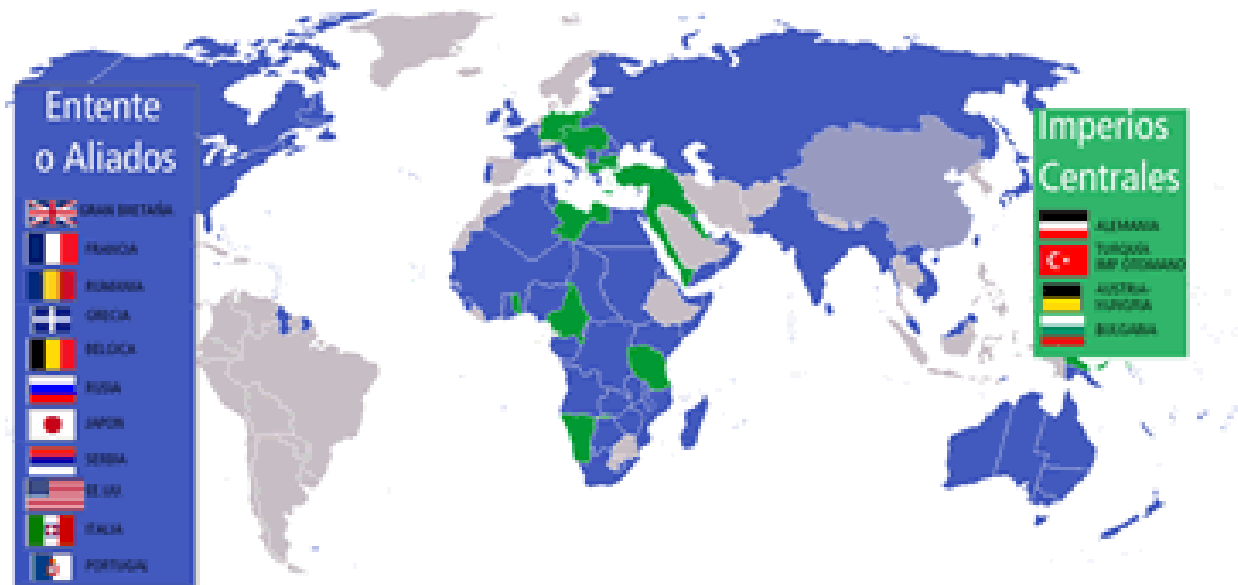 Entente
o Aliados
GRAN BRETAÑA
FRANCIA
RUMANIA
GRECIA
BELGICA
RUSIA
JAPON
SERBIA
EE.UU.
ITALIA
PORTUGAL
Imperios
Centrales
ALEMANIA
TURQUÍA
IMP. OTOMANO
AUSTRIA-
HUNGRIA
BULGARIA